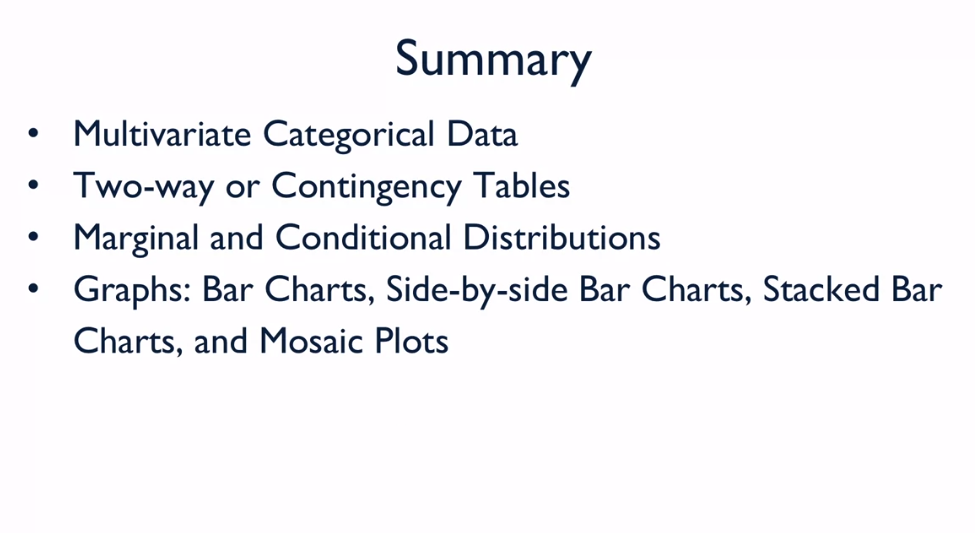 Summary
• Multivariate Categorical Data
• Two-way or Contingency Tables
• Marginal and Conditional Distributions
• Graphs: Bar Charts, Side-by-side Bar Charts, Stacked Bar
Charts, and Mosaic Plots